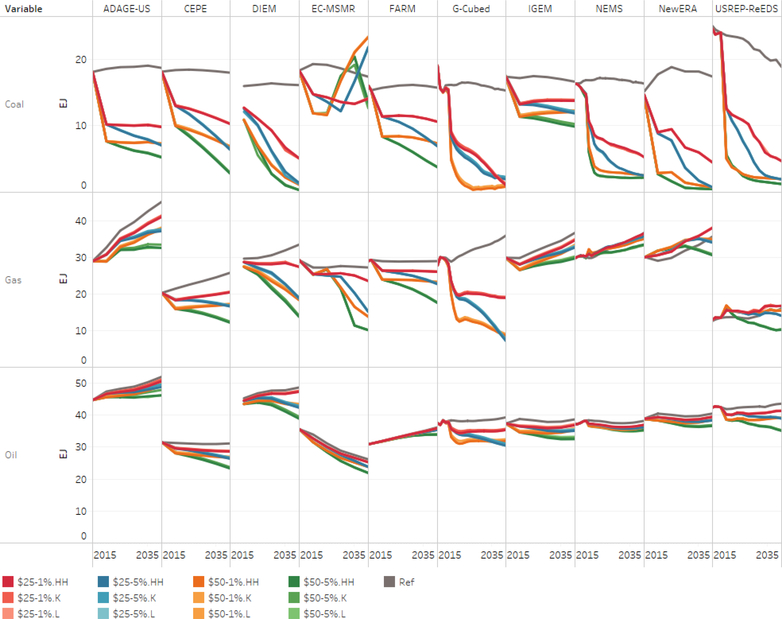 Variable ADAGE-US CEPE DIEM EC-MSMR FARM G-Cubed IGEM NEMS NewERA USREP-ReEDS
Coal EJ 20 10 0
Gas EJ 40 30 20 10 0
Oil EJ 50 40 30 20 10 0
2015 2035 2015 2035 2015 2035 2015 2035 2015 2035 2015 2035 2015 2035 2015 2035 2015 2035 2015 2035
$25-1%.HH $25-5%.HH $50-1%.HH $50-5%.HH Ref
$25-1%.K $25-5%.K $50-1%.K $50-5%.K
$25-1%.L $25-5%.L $50-1%.L $50-5%.L